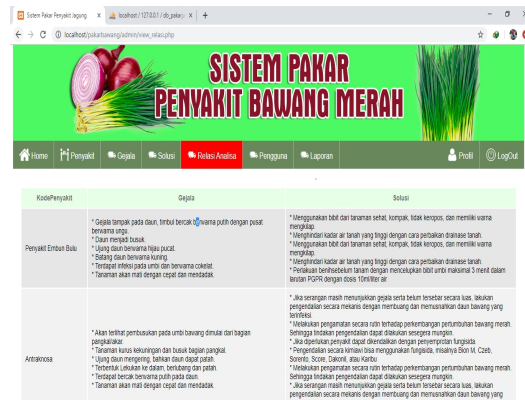 Sistem Pakar Penyakit Jagung
localhost / 127.0.0.1 / db_pakar
localhost/pakarbawang/admin/view_relasi.php
SISTEM PAKAR
PENYAKIT BAWANG MERAH
Home Penyakit Gejala Solusi Relasi Analisa Pengguna Laporan Profil LogOut
KodePenyakit Gejala Solusi
Penyakit Embun Bulu
* Gejala tampak pada daun, timbul bercak berwarna putih dengan pusat
berwarna ungu.
* Daun menjadi busuk.
* Ujung daun berwarna hijau pucat.
* Batang daun berwarna kuning.
* Terdapat infeksi pada umbi dan berwarna cokelat.
* Tanaman akan mati dengan cepat dan mendadak.
* Menggunakan bibit dari tanaman sehat, kompak, tidak keropos, dan memiliki warna
mengkilap.
* Menghindari kadar air tanah yang tinggi dengan cara perbaikan drainase tanah.
* Menggunakan bibit dari tanaman sehat, kompak, tidak keropos, dan memiliki warna
mengkilap.
* Menghindari kadar air tanah yang tinggi dengan cara perbaikan drainase tanah.
* Perlakuan benihsebelum tanam dengan mencelupkan bibit umbi maksimal 3 menit dalam
larutan PGPR dengan dosis 10ml/liter air
Antraknosa
* Akan terlihat pembusukan pada umbi bawang dimulai dari bagian
pangkal/akar.
* Tanaman kurus kekuningan dan busuk bagian pangkal.
* Ujung daun mengering, bahkan daun dapat patah.
* Terbentuk Lekukan ke dalam, berlubang dan patah.
* Terdapat bercak berwarna putih pada daun.
* Tanaman akan mati dengan cepat dan mendadak.
* Jika serangan masih menunjukkan gejala serta belum tersebar secara luas, lakukan
pengendalian secara mekanis dengan membuang dan memusnahkan daun bawang yang
terinfeksi.
* Melakukan pengamatan secara rutin terhadap perkembangan pertumbuhan bawang merah.
Sehingga tindakan pengendalian dapat dilakukan sesegera mungkin.
* Jika diperlukan penyakit dapat dikendalikan dengan penyemprotan fungisida.
* Pengendalian secara kimiawi bisa menggunakan fungisida, misalnya Bion M, Czeb,
Sorento, Score, Dakonil, atau Karibu
* Melakukan pengamatan secara rutin terhadap perkembangan pertumbuhan bawang merah.
Sehingga tindakan pengendalian dapat dilakukan sesegera mungkin.
* Jika serangan masih menunjukkan gejala serta belum tersebar secara luas, lakukan
pengendalian secara mekanis dengan membuang dan memusnahkan daun bawang yang